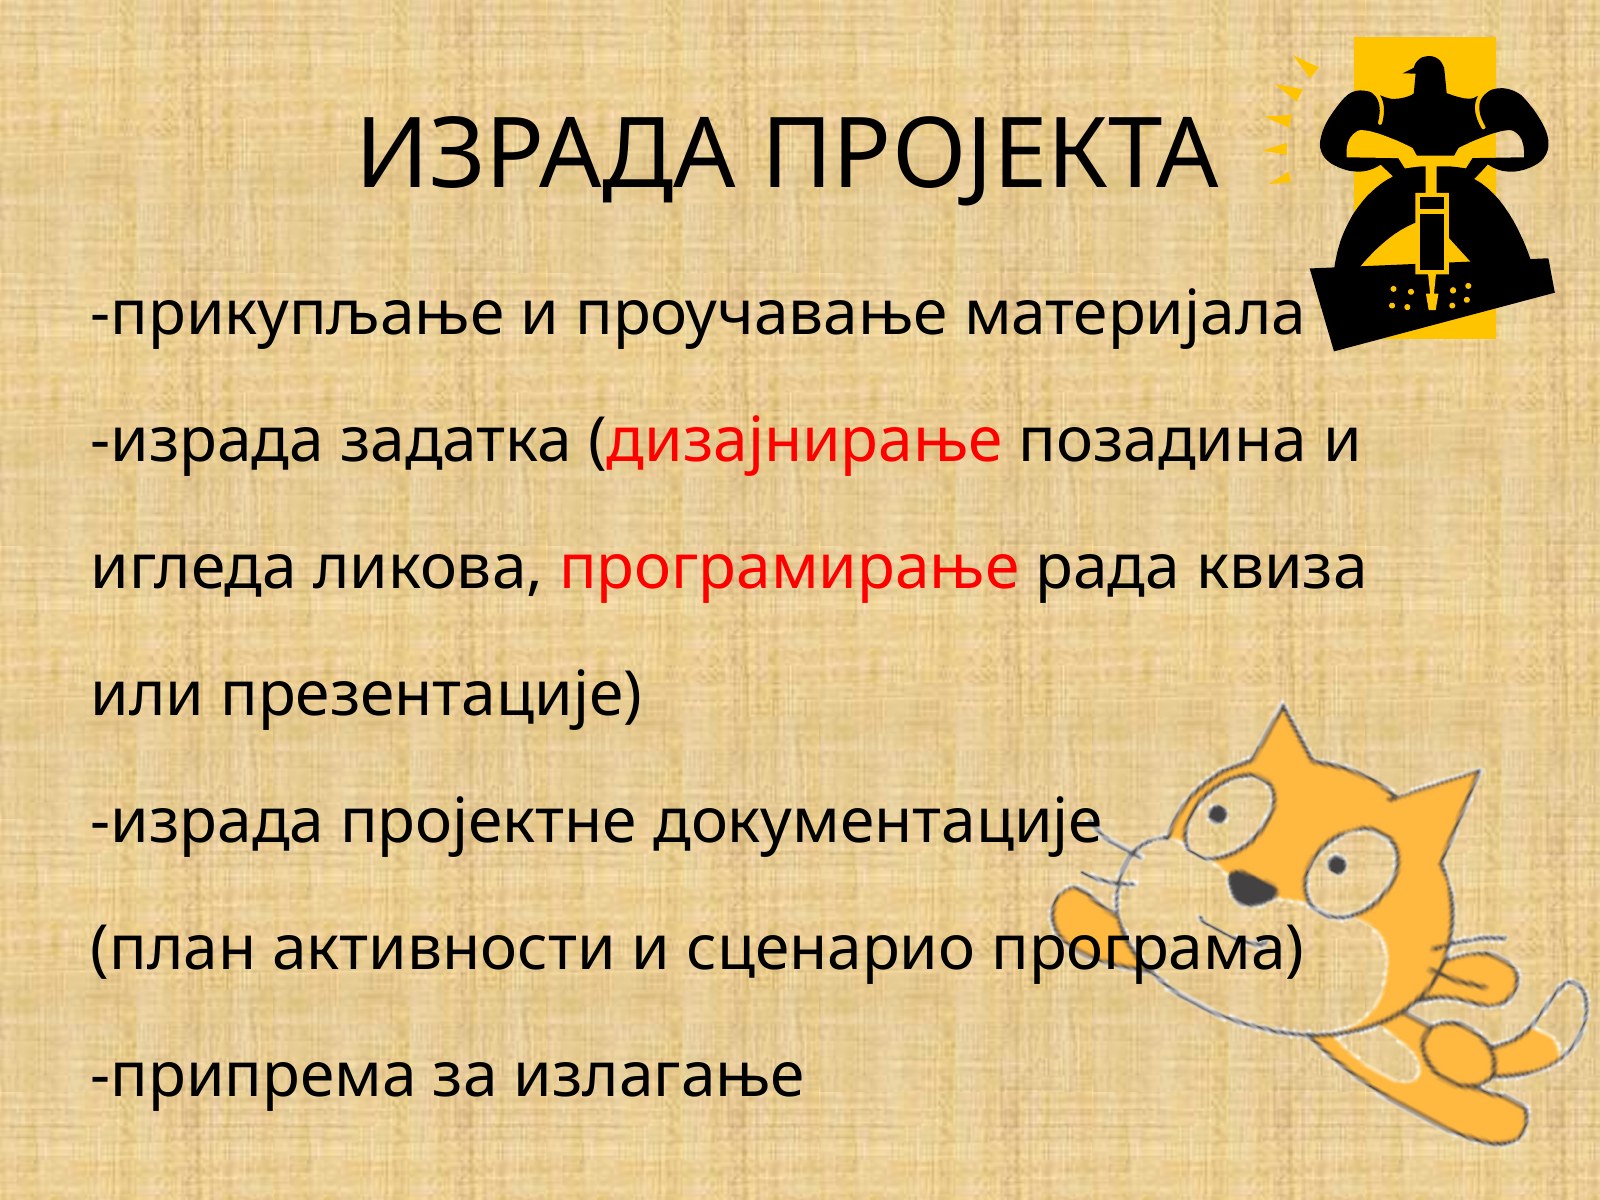 ИЗРАДА ПРОЈЕКТА
-прикупљање и проучавање материјала
-израда задатка (дизајнирање позадина и
игледа ликова, програмирање рада квиза
или презентације)
-израда пројектне документације
(план активности и сценарио програма)
-припрема за излагање